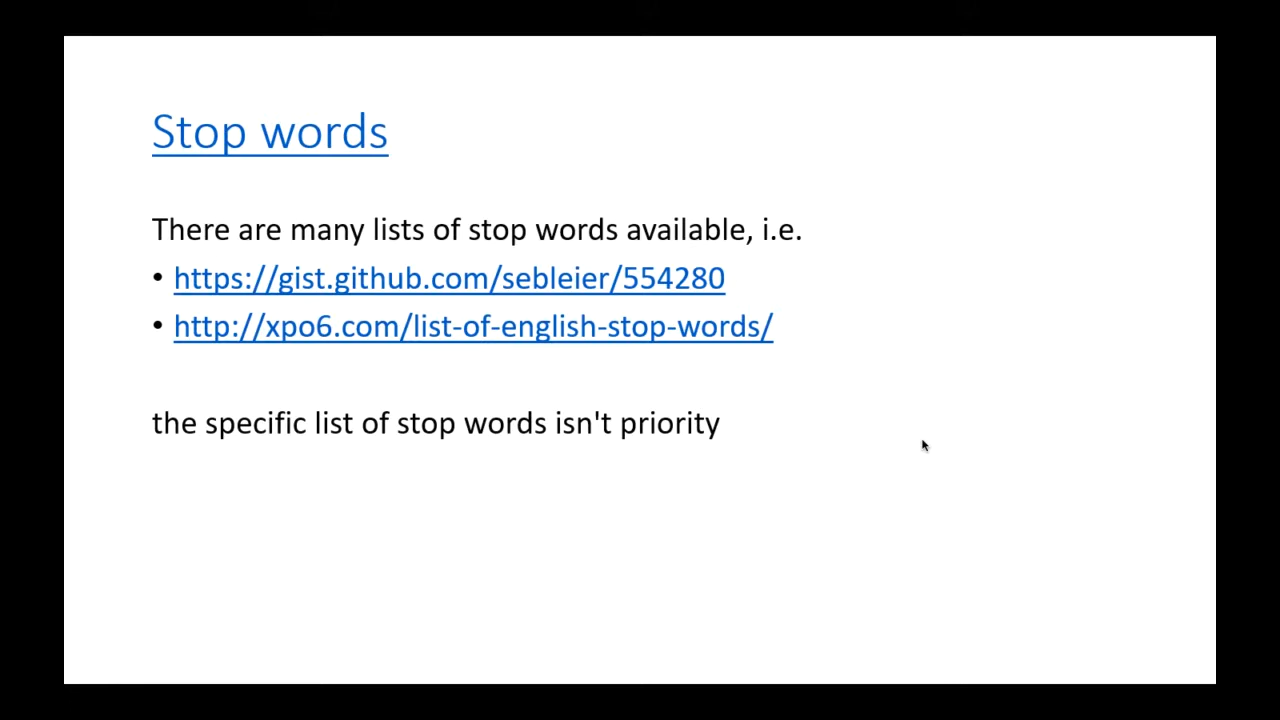 Stop words
There are many lists of stop words available, i.e.
• https://gist.github.com/sebleier/554280
• http://xpo6.com/list-of-english-stop-words/
the specific list of stop words isn't priority